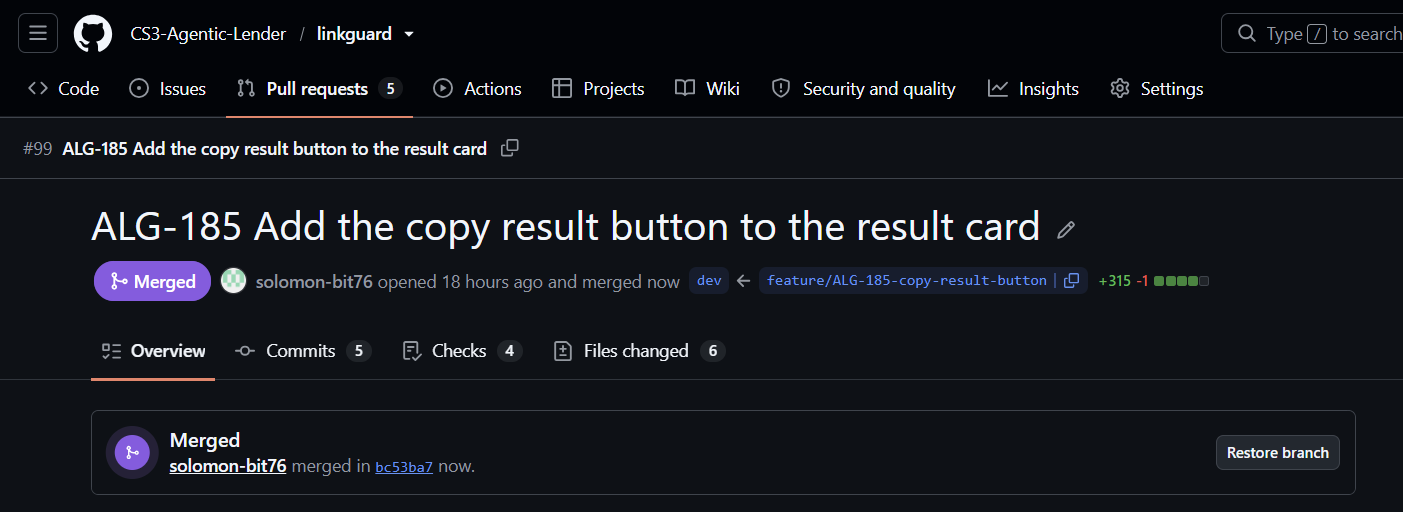 CS3-Agentic-Lender / linkguard
Type / to search
Code Issues Pull requests 5 Actions Projects Wiki Security and quality Insights Settings
#99 ALG-185 Add the copy result button to the result card
ALG-185 Add the copy result button to the result card
Merged solomon-bit76 opened 18 hours ago and merged now dev ← feature/ALG-185-copy-result-button +315 -1
Overview Commits 5 Checks 4 Files changed 6
Merged
solomon-bit76 merged in bc53ba7 now.
Restore branch